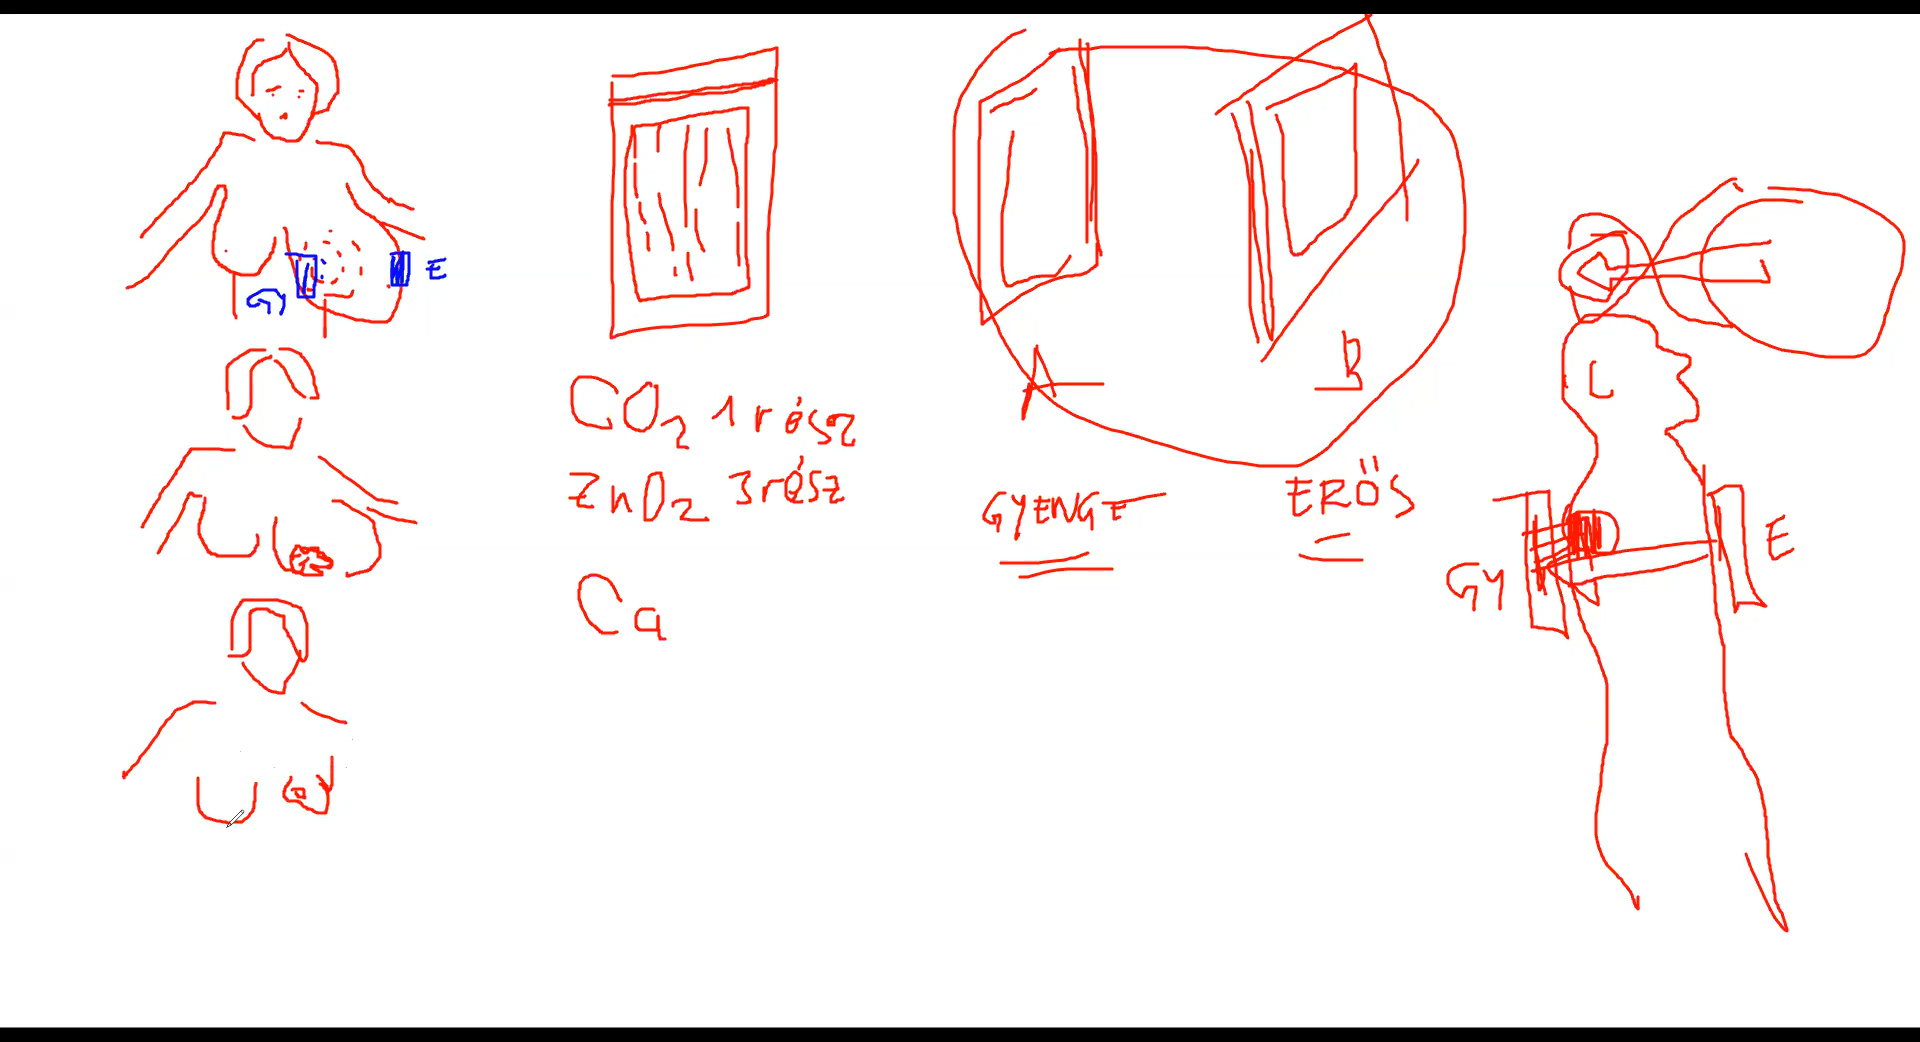 GY E
CO2 1 rész
ZnO2 3 rész
Ca
A B
GYENGE ERŐS
GY E